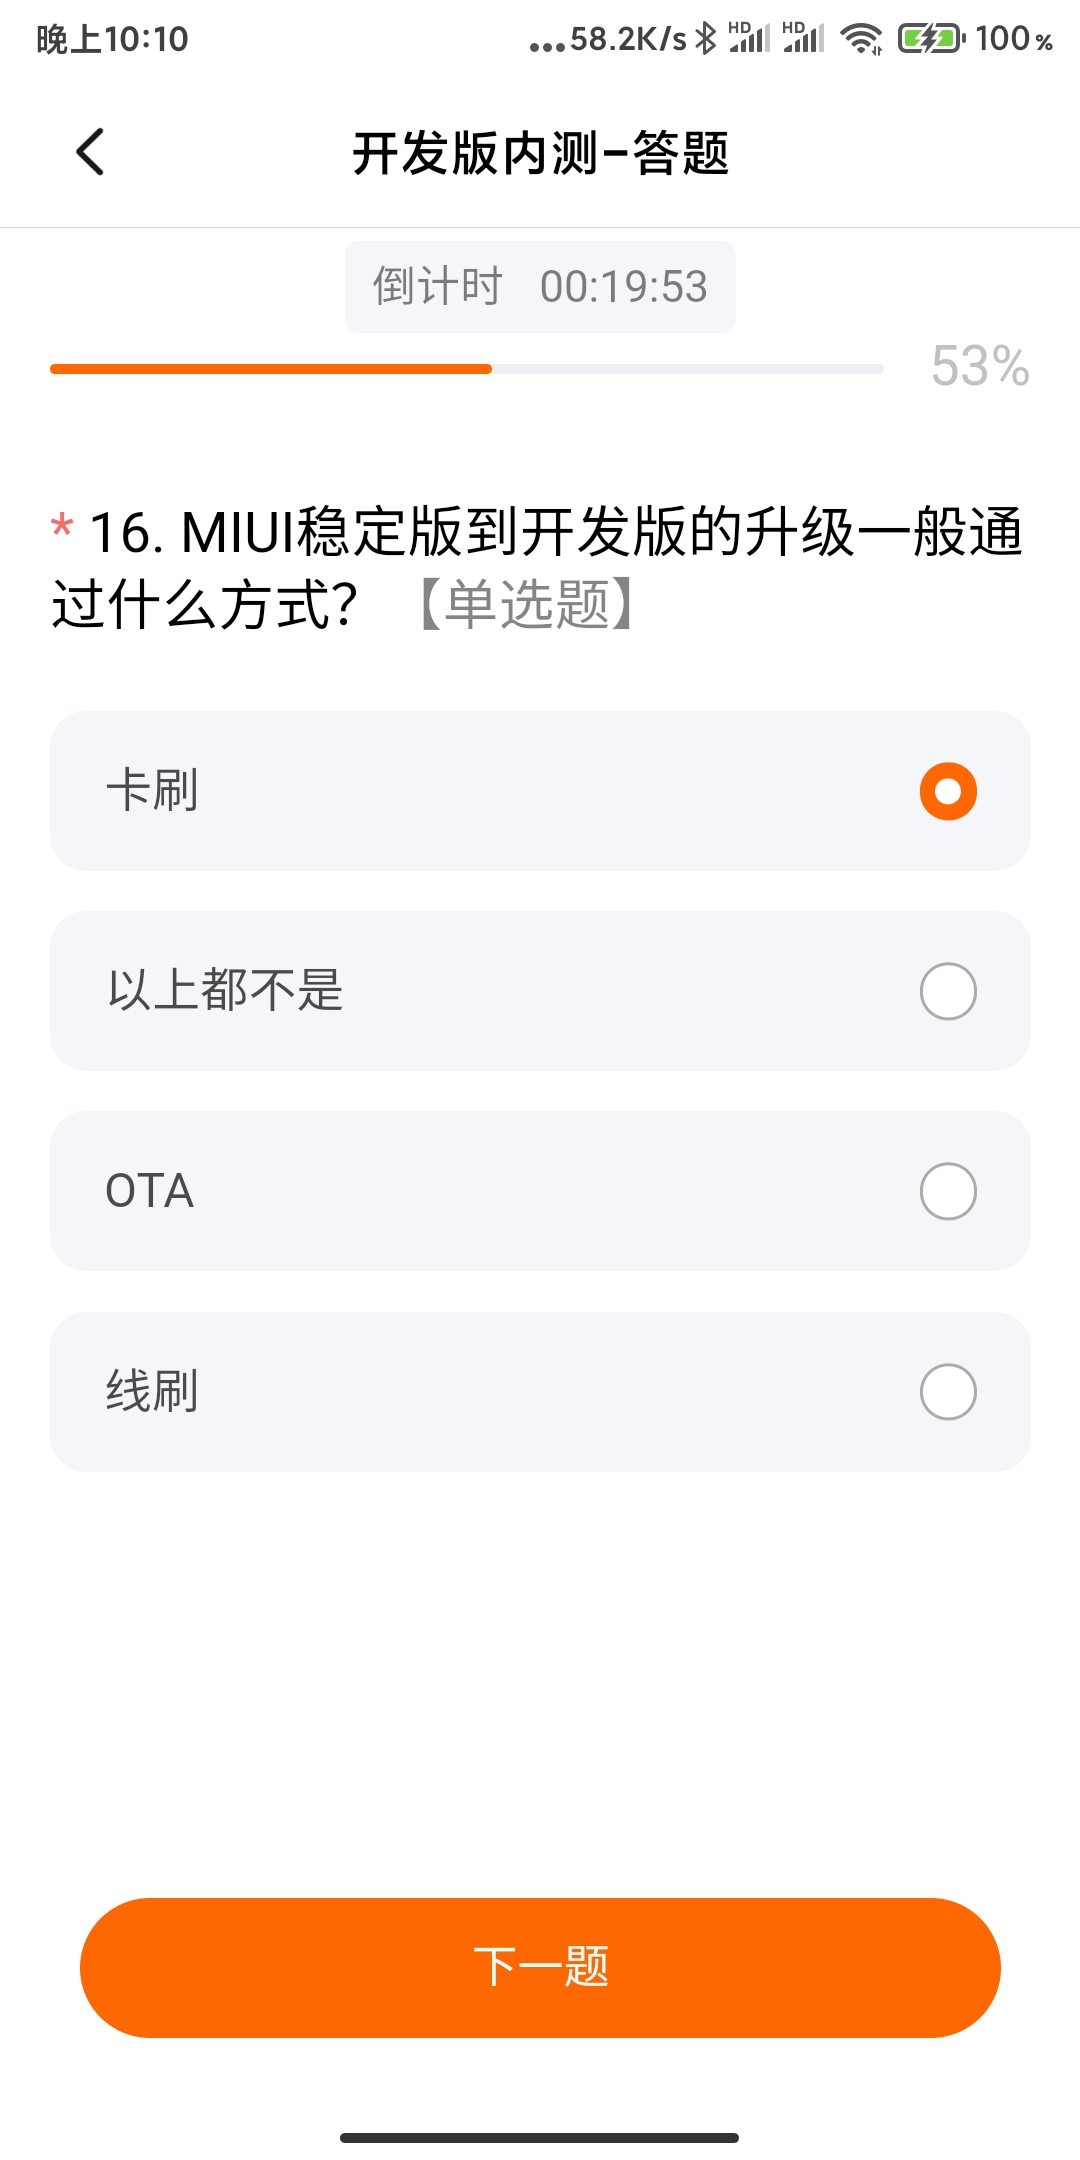 晚上10:10 ...58.2K/s HD HD 100%
开发版内测-答题
倒计时 00:19:53
53%
* 16. MIUI稳定版到开发版的升级一般通
过什么方式？【单选题】
卡刷
以上都不是
OTA
线刷
下一题